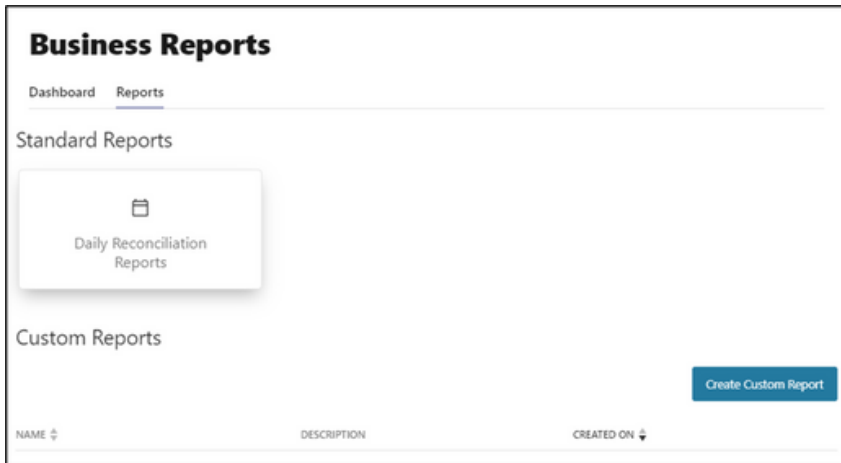 Business Reports
Dashboard Reports
Standard Reports
Daily Reconciliation
Reports
Custom Reports
Create Custom Report
NAME DESCRIPTION CREATED ON